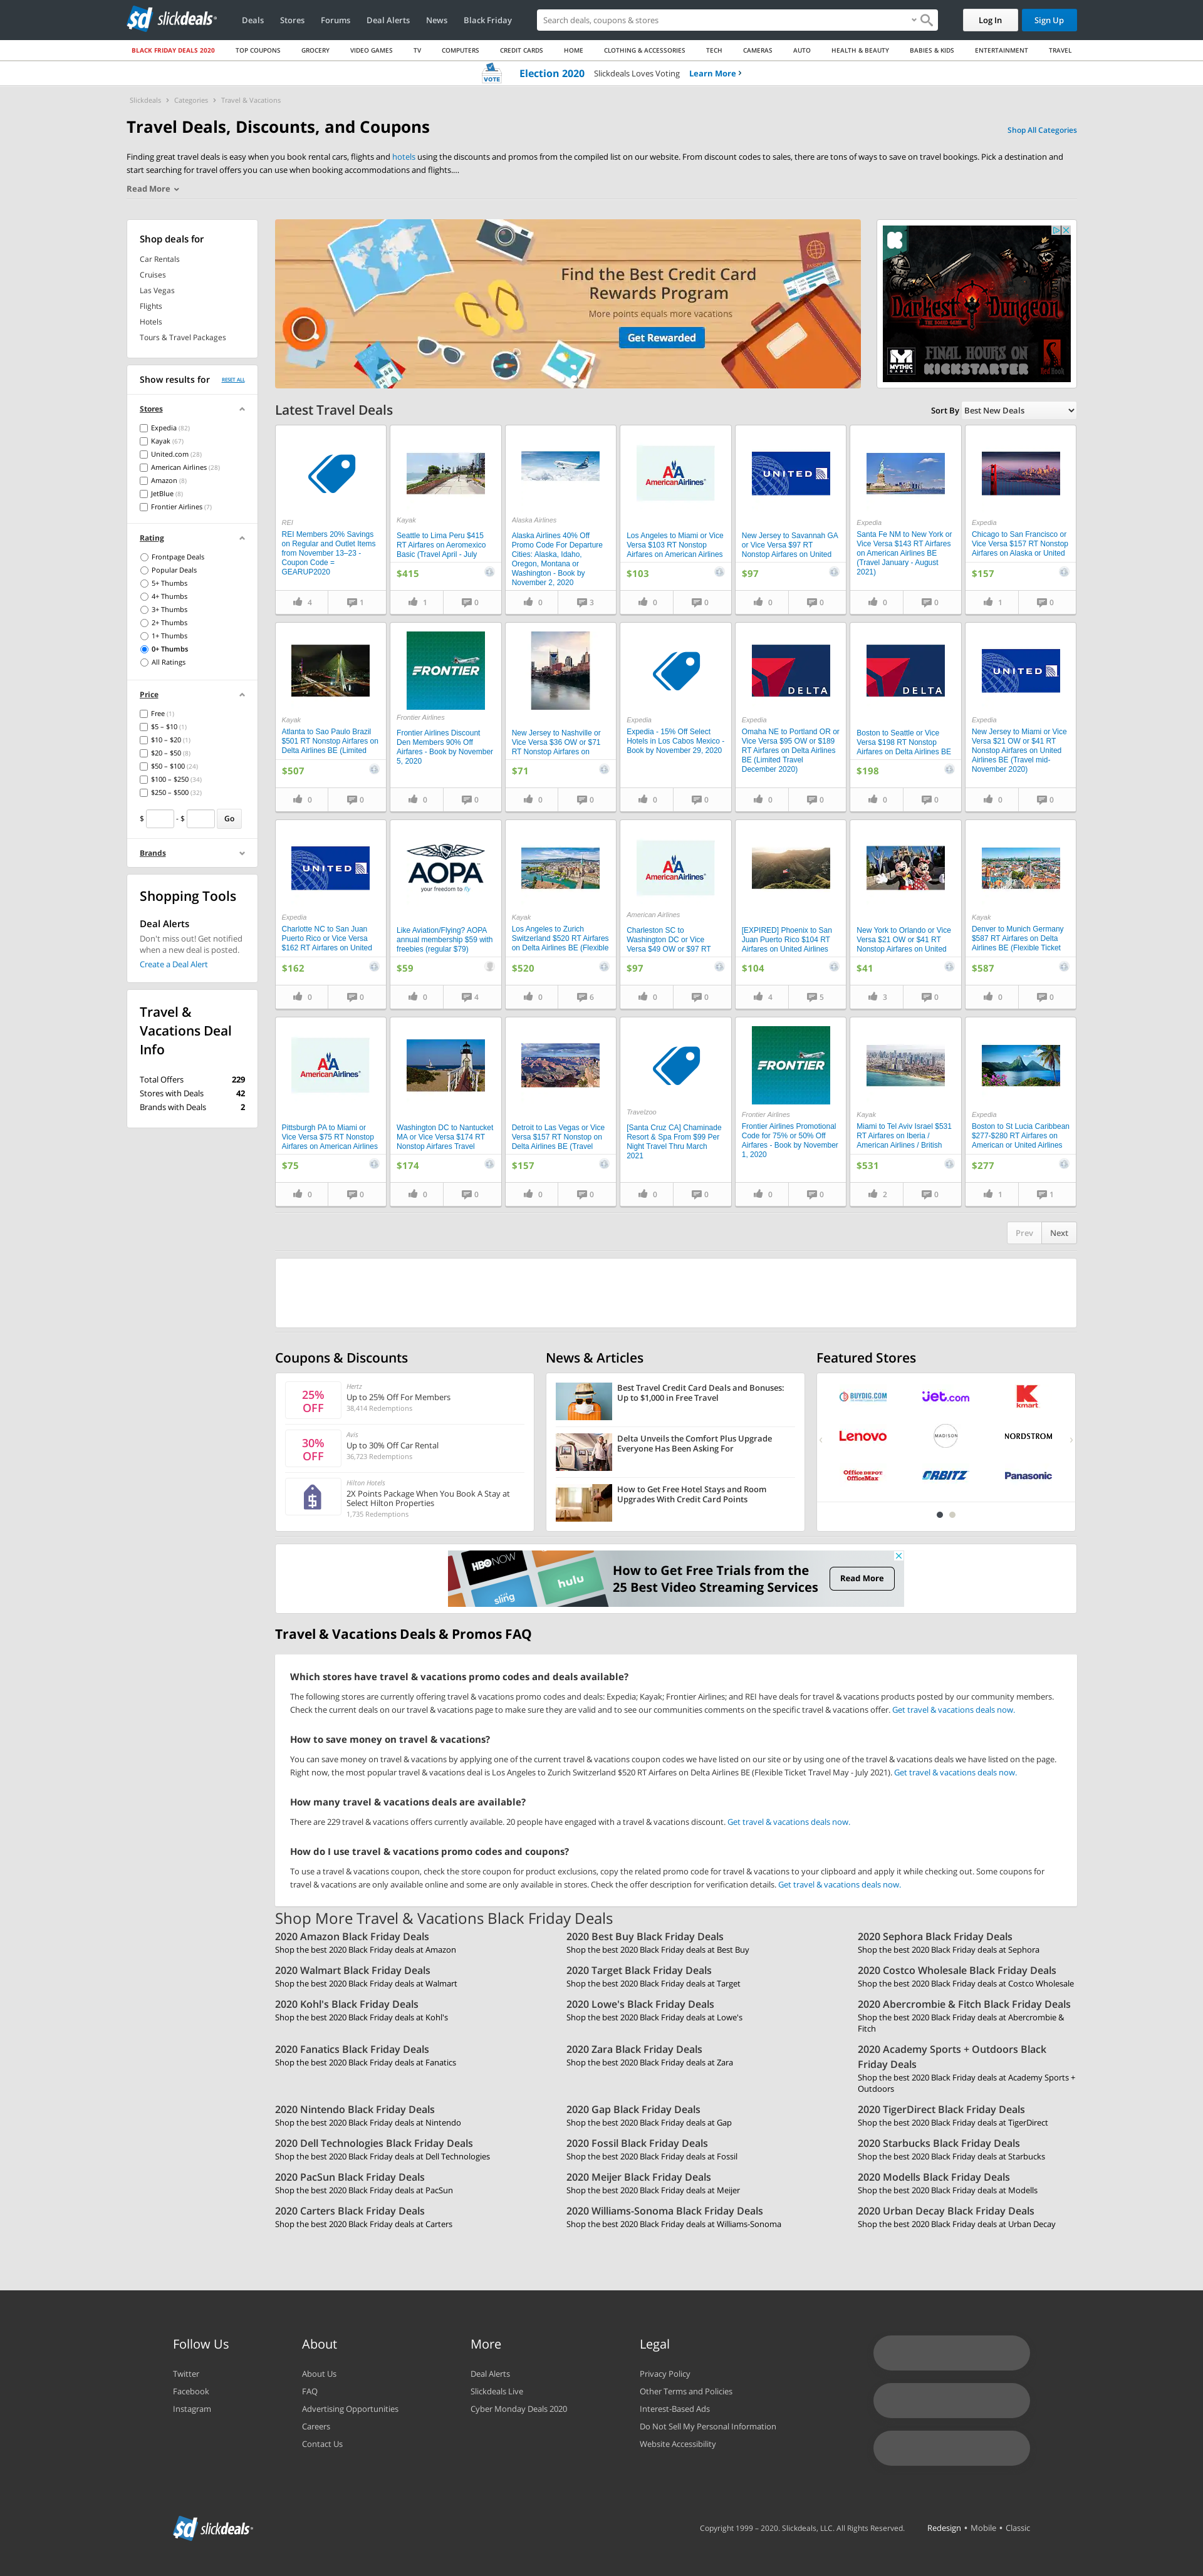 sd slickdeals
Deals
Stores
Forums
Deal Alerts
News
Black Friday
Search deals, coupons & stores
Log In
Sign Up
BLACK FRIDAY DEALS 2020
TOP COUPONS
GROCERY
VIDEO GAMES
TV
COMPUTERS
CREDIT CARDS
HOME
CLOTHING & ACCESSORIES
TECH
CAMERAS
AUTO
HEALTH & BEAUTY
BABIES & KIDS
ENTERTAINMENT
TRAVEL
VOTE
Election 2020 Slickdeals Loves Voting Learn More ›
Slickdeals › Categories › Travel & Vacations
Travel Deals, Discounts, and Coupons
Shop All Categories
Finding great travel deals is easy when you book rental cars, flights and hotels using the discounts and promos from the compiled list on our website. From discount codes to sales, there are tons of ways to save on travel bookings. Pick a destination and
start searching for travel offers you can use when booking accommodations and flights....
Read More
Shop deals for
Car Rentals
Cruises
Las Vegas
Flights
Hotels
Tours & Travel Packages
Show results for RESET ALL
Stores
Expedia (82)
Kayak (67)
United.com (28)
American Airlines (28)
Amazon (8)
JetBlue (8)
Frontier Airlines (7)
Rating
Frontpage Deals
Popular Deals
5+ Thumbs
4+ Thumbs
3+ Thumbs
2+ Thumbs
1+ Thumbs
0+ Thumbs
All Ratings
Price
Free (1)
$5 – $10 (1)
$10 – $20 (1)
$20 – $50 (8)
$50 – $100 (24)
$100 – $250 (34)
$250 – $500 (32)
$ - $ Go
Brands
Shopping Tools
Deal Alerts
Don't miss out! Get notified
when a new deal is posted.
Create a Deal Alert
Travel &
Vacations Deal
Info
Total Offers 229
Stores with Deals 42
Brands with Deals 2
Find the Best Credit Card
Rewards Program
More points equals more vacations
Get Rewarded
Darkest Dungeon
THE BOARD GAME
FINAL HOURS ON
KICKSTARTER
MYTHIC GAMES
Red Hook
Latest Travel Deals
Sort By Best New Deals
REI
REI Members 20% Savings
on Regular and Outlet Items
from November 13–23 -
Coupon Code =
GEARUP2020
4 1
Kayak
Seattle to Lima Peru $415
RT Airfares on Aeromexico
Basic (Travel April - July
$415
1 0
Alaska Airlines
Alaska Airlines 40% Off
Promo Code For Departure
Cities: Alaska, Idaho,
Oregon, Montana or
Washington - Book by
November 2, 2020
0 3
AmericanAirlines
Los Angeles to Miami or Vice
Versa $103 RT Nonstop
Airfares on American Airlines
$103
0 0
UNITED
New Jersey to Savannah GA
or Vice Versa $97 RT
Nonstop Airfares on United
$97
0 0
Expedia
Santa Fe NM to New York or
Vice Versa $143 RT Airfares
on American Airlines BE
(Travel January - August
2021)
0 0
Expedia
Chicago to San Francisco or
Vice Versa $157 RT Nonstop
Airfares on Alaska or United
$157
1 0
Kayak
Atlanta to Sao Paulo Brazil
$501 RT Nonstop Airfares on
Delta Airlines BE (Limited
$507
0 0
FRONTIER
Frontier Airlines
Frontier Airlines Discount
Den Members 90% Off
Airfares - Book by November
5, 2020
0 0
New Jersey to Nashville or
Vice Versa $36 OW or $71
RT Nonstop Airfares on
$71
0 0
Expedia
Expedia - 15% Off Select
Hotels in Los Cabos Mexico -
Book by November 29, 2020
0 0
DELTA
Expedia
Omaha NE to Portland OR or
Vice Versa $95 OW or $189
RT Airfares on Delta Airlines
BE (Limited Travel
December 2020)
0 0
DELTA
Boston to Seattle or Vice
Versa $198 RT Nonstop
Airfares on Delta Airlines BE
$198
0 0
UNITED
Expedia
New Jersey to Miami or Vice
Versa $21 OW or $41 RT
Nonstop Airfares on United
Airlines BE (Travel mid-
November 2020)
0 0
UNITED
Expedia
Charlotte NC to San Juan
Puerto Rico or Vice Versa
$162 RT Airfares on United
$162
0 0
AOPA
your freedom to fly
Like Aviation/Flying? AOPA
annual membership $59 with
freebies (regular $79)
$59
0 4
Kayak
Los Angeles to Zurich
Switzerland $520 RT Airfares
on Delta Airlines BE (Flexible
$520
0 6
AmericanAirlines
American Airlines
Charleston SC to
Washington DC or Vice
Versa $49 OW or $97 RT
$97
0 0
[EXPIRED] Phoenix to San
Juan Puerto Rico $104 RT
Airfares on United Airlines
$104
4 5
New York to Orlando or Vice
Versa $21 OW or $41 RT
Nonstop Airfares on United
$41
3 0
Kayak
Denver to Munich Germany
$587 RT Airfares on Delta
Airlines BE (Flexible Ticket
$587
0 0
AmericanAirlines
Pittsburgh PA to Miami or
Vice Versa $75 RT Nonstop
Airfares on American Airlines
$75
0 0
Washington DC to Nantucket
MA or Vice Versa $174 RT
Nonstop Airfares Travel
$174
0 0
Detroit to Las Vegas or Vice
Versa $157 RT Nonstop on
Delta Airlines BE (Travel
$157
0 0
Travelzoo
[Santa Cruz CA] Chaminade
Resort & Spa From $99 Per
Night Travel Thru March
2021
0 0
FRONTIER
Frontier Airlines
Frontier Airlines Promotional
Code for 75% or 50% Off
Airfares - Book by November
1, 2020
0 0
Kayak
Miami to Tel Aviv Israel $531
RT Airfares on Iberia /
American Airlines / British
$531
2 0
Expedia
Boston to St Lucia Caribbean
$277-$280 RT Airfares on
American or United Airlines
$277
1 1
Prev Next
Coupons & Discounts
25%
OFF
Hertz
Up to 25% Off For Members
38,414 Redemptions
30%
OFF
Avis
Up to 30% Off Car Rental
36,723 Redemptions
Hilton Hotels
2X Points Package When You Book A Stay at
Select Hilton Properties
1,735 Redemptions
News & Articles
Best Travel Credit Card Deals and Bonuses:
Up to $1,000 in Free Travel
Delta Unveils the Comfort Plus Upgrade
Everyone Has Been Asking For
How to Get Free Hotel Stays and Room
Upgrades With Credit Card Points
Featured Stores
BUYDIG.COM
jet.com
K kmart
Lenovo
MADISON
NORDSTROM
Office DEPOT
OfficeMax
ORBITZ
Panasonic
HBO NOW
sling
hulu
How to Get Free Trials from the
25 Best Video Streaming Services
Read More
Travel & Vacations Deals & Promos FAQ
Which stores have travel & vacations promo codes and deals available?
The following stores are currently offering travel & vacations promo codes and deals: Expedia; Kayak; Frontier Airlines; and REI have deals for travel & vacations products posted by our community members.
Check the current deals on our travel & vacations page to make sure they are valid and to see our communities comments on the specific travel & vacations offer. Get travel & vacations deals now.
How to save money on travel & vacations?
You can save money on travel & vacations by applying one of the current travel & vacations coupon codes we have listed on our site or by using one of the travel & vacations deals we have listed on the page.
Right now, the most popular travel & vacations deal is Los Angeles to Zurich Switzerland $520 RT Airfares on Delta Airlines BE (Flexible Ticket Travel May - July 2021). Get travel & vacations deals now.
How many travel & vacations deals are available?
There are 229 travel & vacations offers currently available. 20 people have engaged with a travel & vacations discount. Get travel & vacations deals now.
How do I use travel & vacations promo codes and coupons?
To use a travel & vacations coupon, check the store coupon for product exclusions, copy the related promo code for travel & vacations to your clipboard and apply it while checking out. Some coupons for
travel & vacations are only available online and some are only available in stores. Check the offer description for verification details. Get travel & vacations deals now.
Shop More Travel & Vacations Black Friday Deals
2020 Amazon Black Friday Deals
Shop the best 2020 Black Friday deals at Amazon
2020 Best Buy Black Friday Deals
Shop the best 2020 Black Friday deals at Best Buy
2020 Sephora Black Friday Deals
Shop the best 2020 Black Friday deals at Sephora
2020 Walmart Black Friday Deals
Shop the best 2020 Black Friday deals at Walmart
2020 Target Black Friday Deals
Shop the best 2020 Black Friday deals at Target
2020 Costco Wholesale Black Friday Deals
Shop the best 2020 Black Friday deals at Costco Wholesale
2020 Kohl's Black Friday Deals
Shop the best 2020 Black Friday deals at Kohl's
2020 Lowe's Black Friday Deals
Shop the best 2020 Black Friday deals at Lowe's
2020 Abercrombie & Fitch Black Friday Deals
Shop the best 2020 Black Friday deals at Abercrombie &
Fitch
2020 Fanatics Black Friday Deals
Shop the best 2020 Black Friday deals at Fanatics
2020 Zara Black Friday Deals
Shop the best 2020 Black Friday deals at Zara
2020 Academy Sports + Outdoors Black
Friday Deals
Shop the best 2020 Black Friday deals at Academy Sports +
Outdoors
2020 Nintendo Black Friday Deals
Shop the best 2020 Black Friday deals at Nintendo
2020 Gap Black Friday Deals
Shop the best 2020 Black Friday deals at Gap
2020 TigerDirect Black Friday Deals
Shop the best 2020 Black Friday deals at TigerDirect
2020 Dell Technologies Black Friday Deals
Shop the best 2020 Black Friday deals at Dell Technologies
2020 Fossil Black Friday Deals
Shop the best 2020 Black Friday deals at Fossil
2020 Starbucks Black Friday Deals
Shop the best 2020 Black Friday deals at Starbucks
2020 PacSun Black Friday Deals
Shop the best 2020 Black Friday deals at PacSun
2020 Meijer Black Friday Deals
Shop the best 2020 Black Friday deals at Meijer
2020 Modells Black Friday Deals
Shop the best 2020 Black Friday deals at Modells
2020 Carters Black Friday Deals
Shop the best 2020 Black Friday deals at Carters
2020 Williams-Sonoma Black Friday Deals
Shop the best 2020 Black Friday deals at Williams-Sonoma
2020 Urban Decay Black Friday Deals
Shop the best 2020 Black Friday deals at Urban Decay
Follow Us
Twitter
Facebook
Instagram
About
About Us
FAQ
Advertising Opportunities
Careers
Contact Us
More
Deal Alerts
Slickdeals Live
Cyber Monday Deals 2020
Legal
Privacy Policy
Other Terms and Policies
Interest-Based Ads
Do Not Sell My Personal Information
Website Accessibility
sd slickdeals
Copyright 1999 – 2020. Slickdeals, LLC. All Rights Reserved.
Redesign • Mobile • Classic